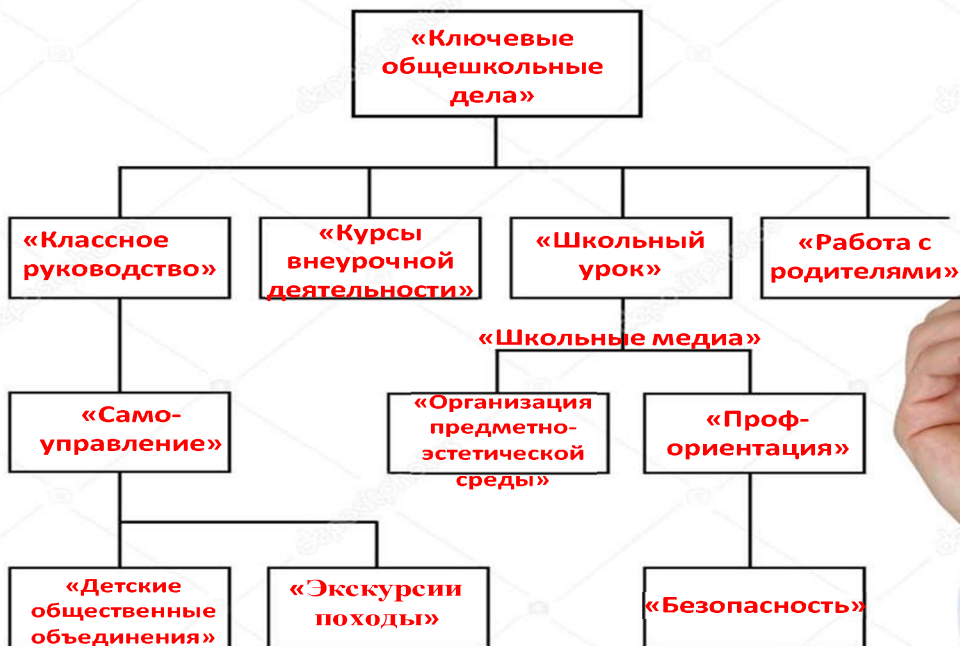 «Ключевые
общешкольные
дела»
«Классное
руководство»
«Курсы
внеурочной
деятельности»
«Школьный
урок»
«Работа с
родителями»
«Школьные медиа»
«Само-
управление»
«Организация
предметно-
эстетической
среды»
«Проф-
ориентация»
«Детские
общественные
объединения»
«Экскурсии
походы»
«Безопасность»